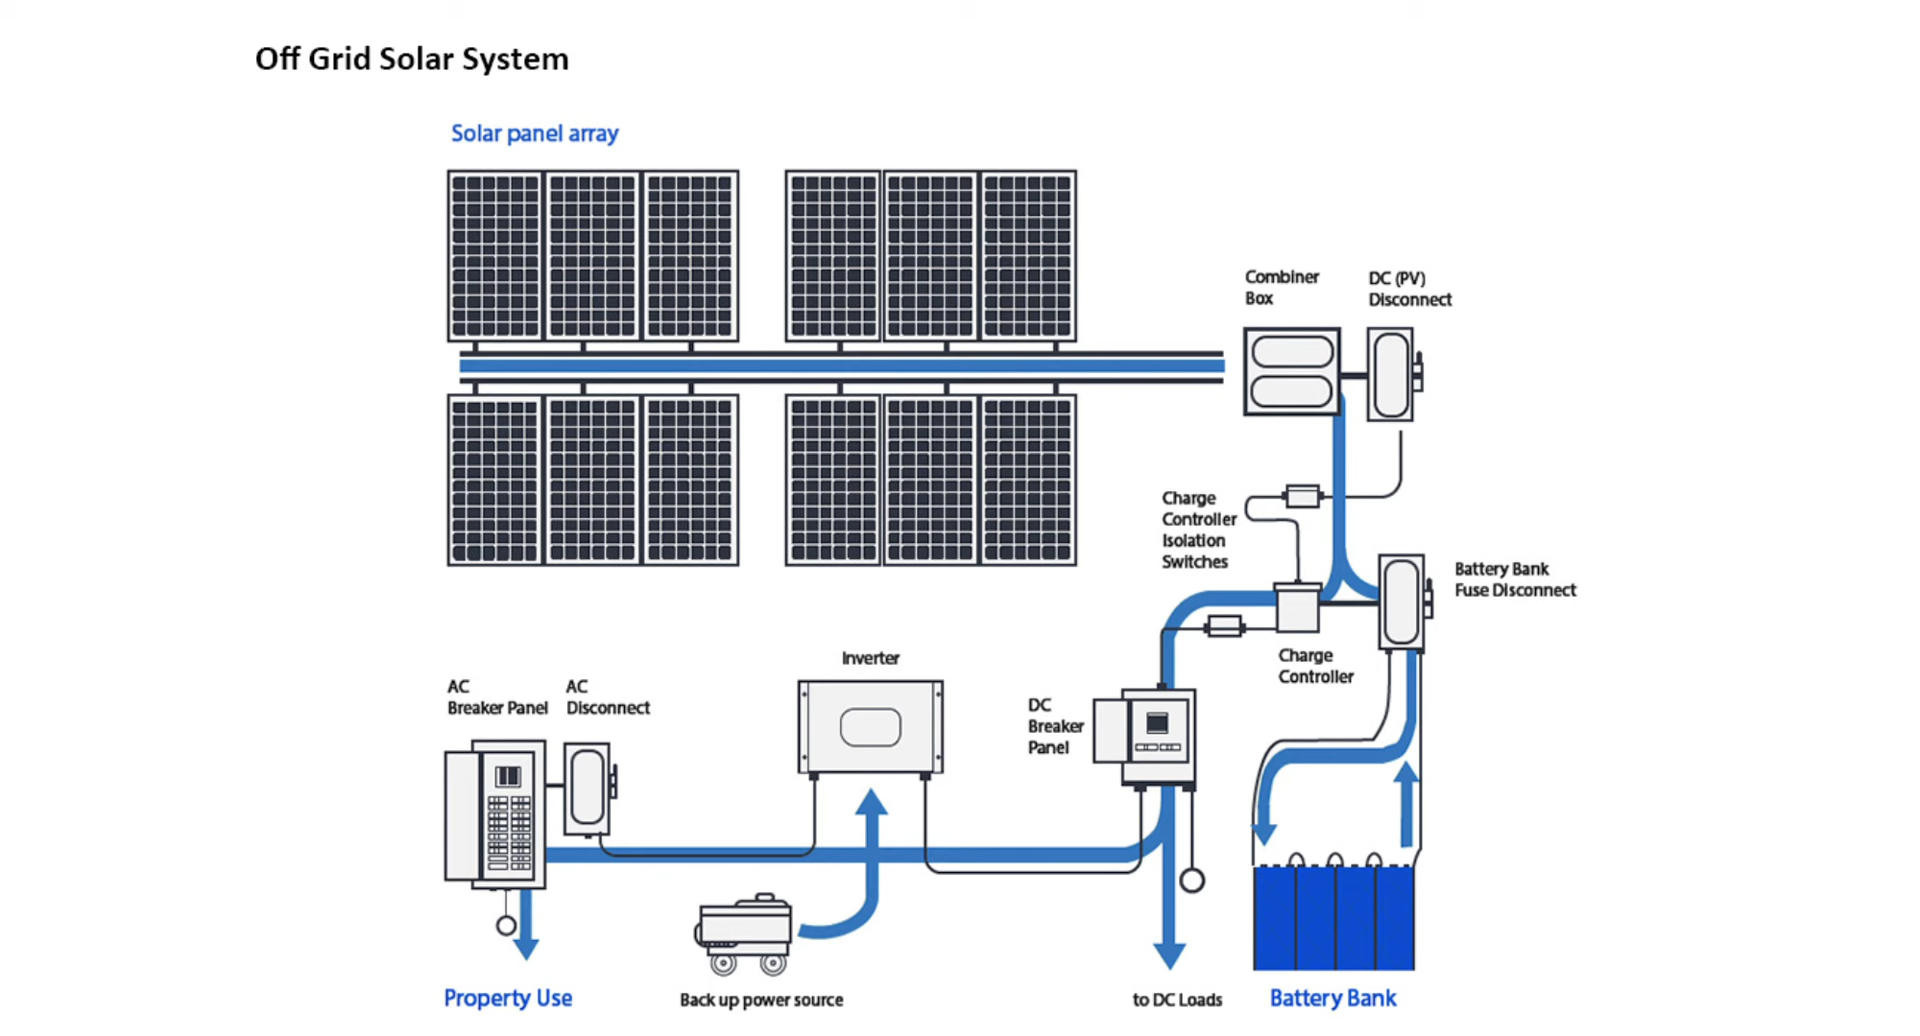 Off Grid Solar System
Solar panel array
Combiner
Box
DC (PV)
Disconnect
Charge
Controller
Isolation
Switches
Battery Bank
Fuse Disconnect
Charge
Controller
Inverter
AC
Breaker Panel
AC
Disconnect
DC
Breaker
Panel
Property Use
Back up power source
to DC Loads
Battery Bank